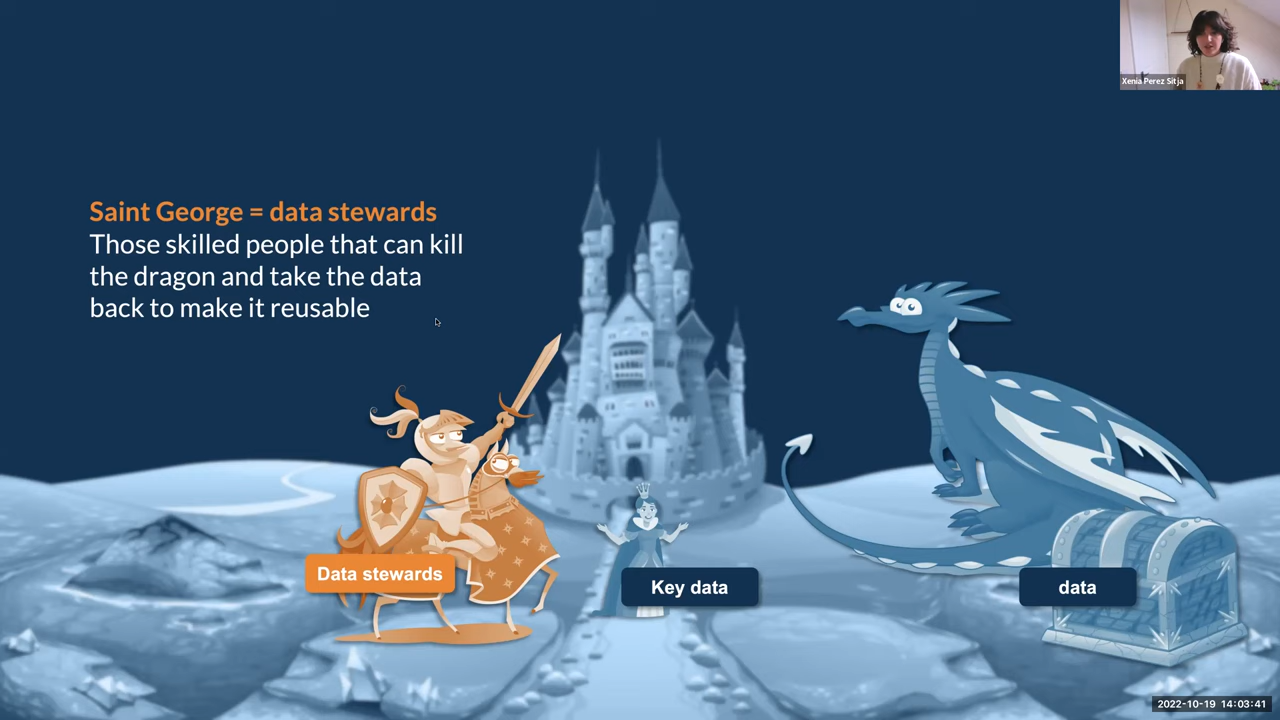 Xenia Perez Sitja
Saint George = data stewards
Those skilled people that can kill
the dragon and take the data
back to make it reusable
Data stewards
Key data
data
2022-10-19 14:03:41